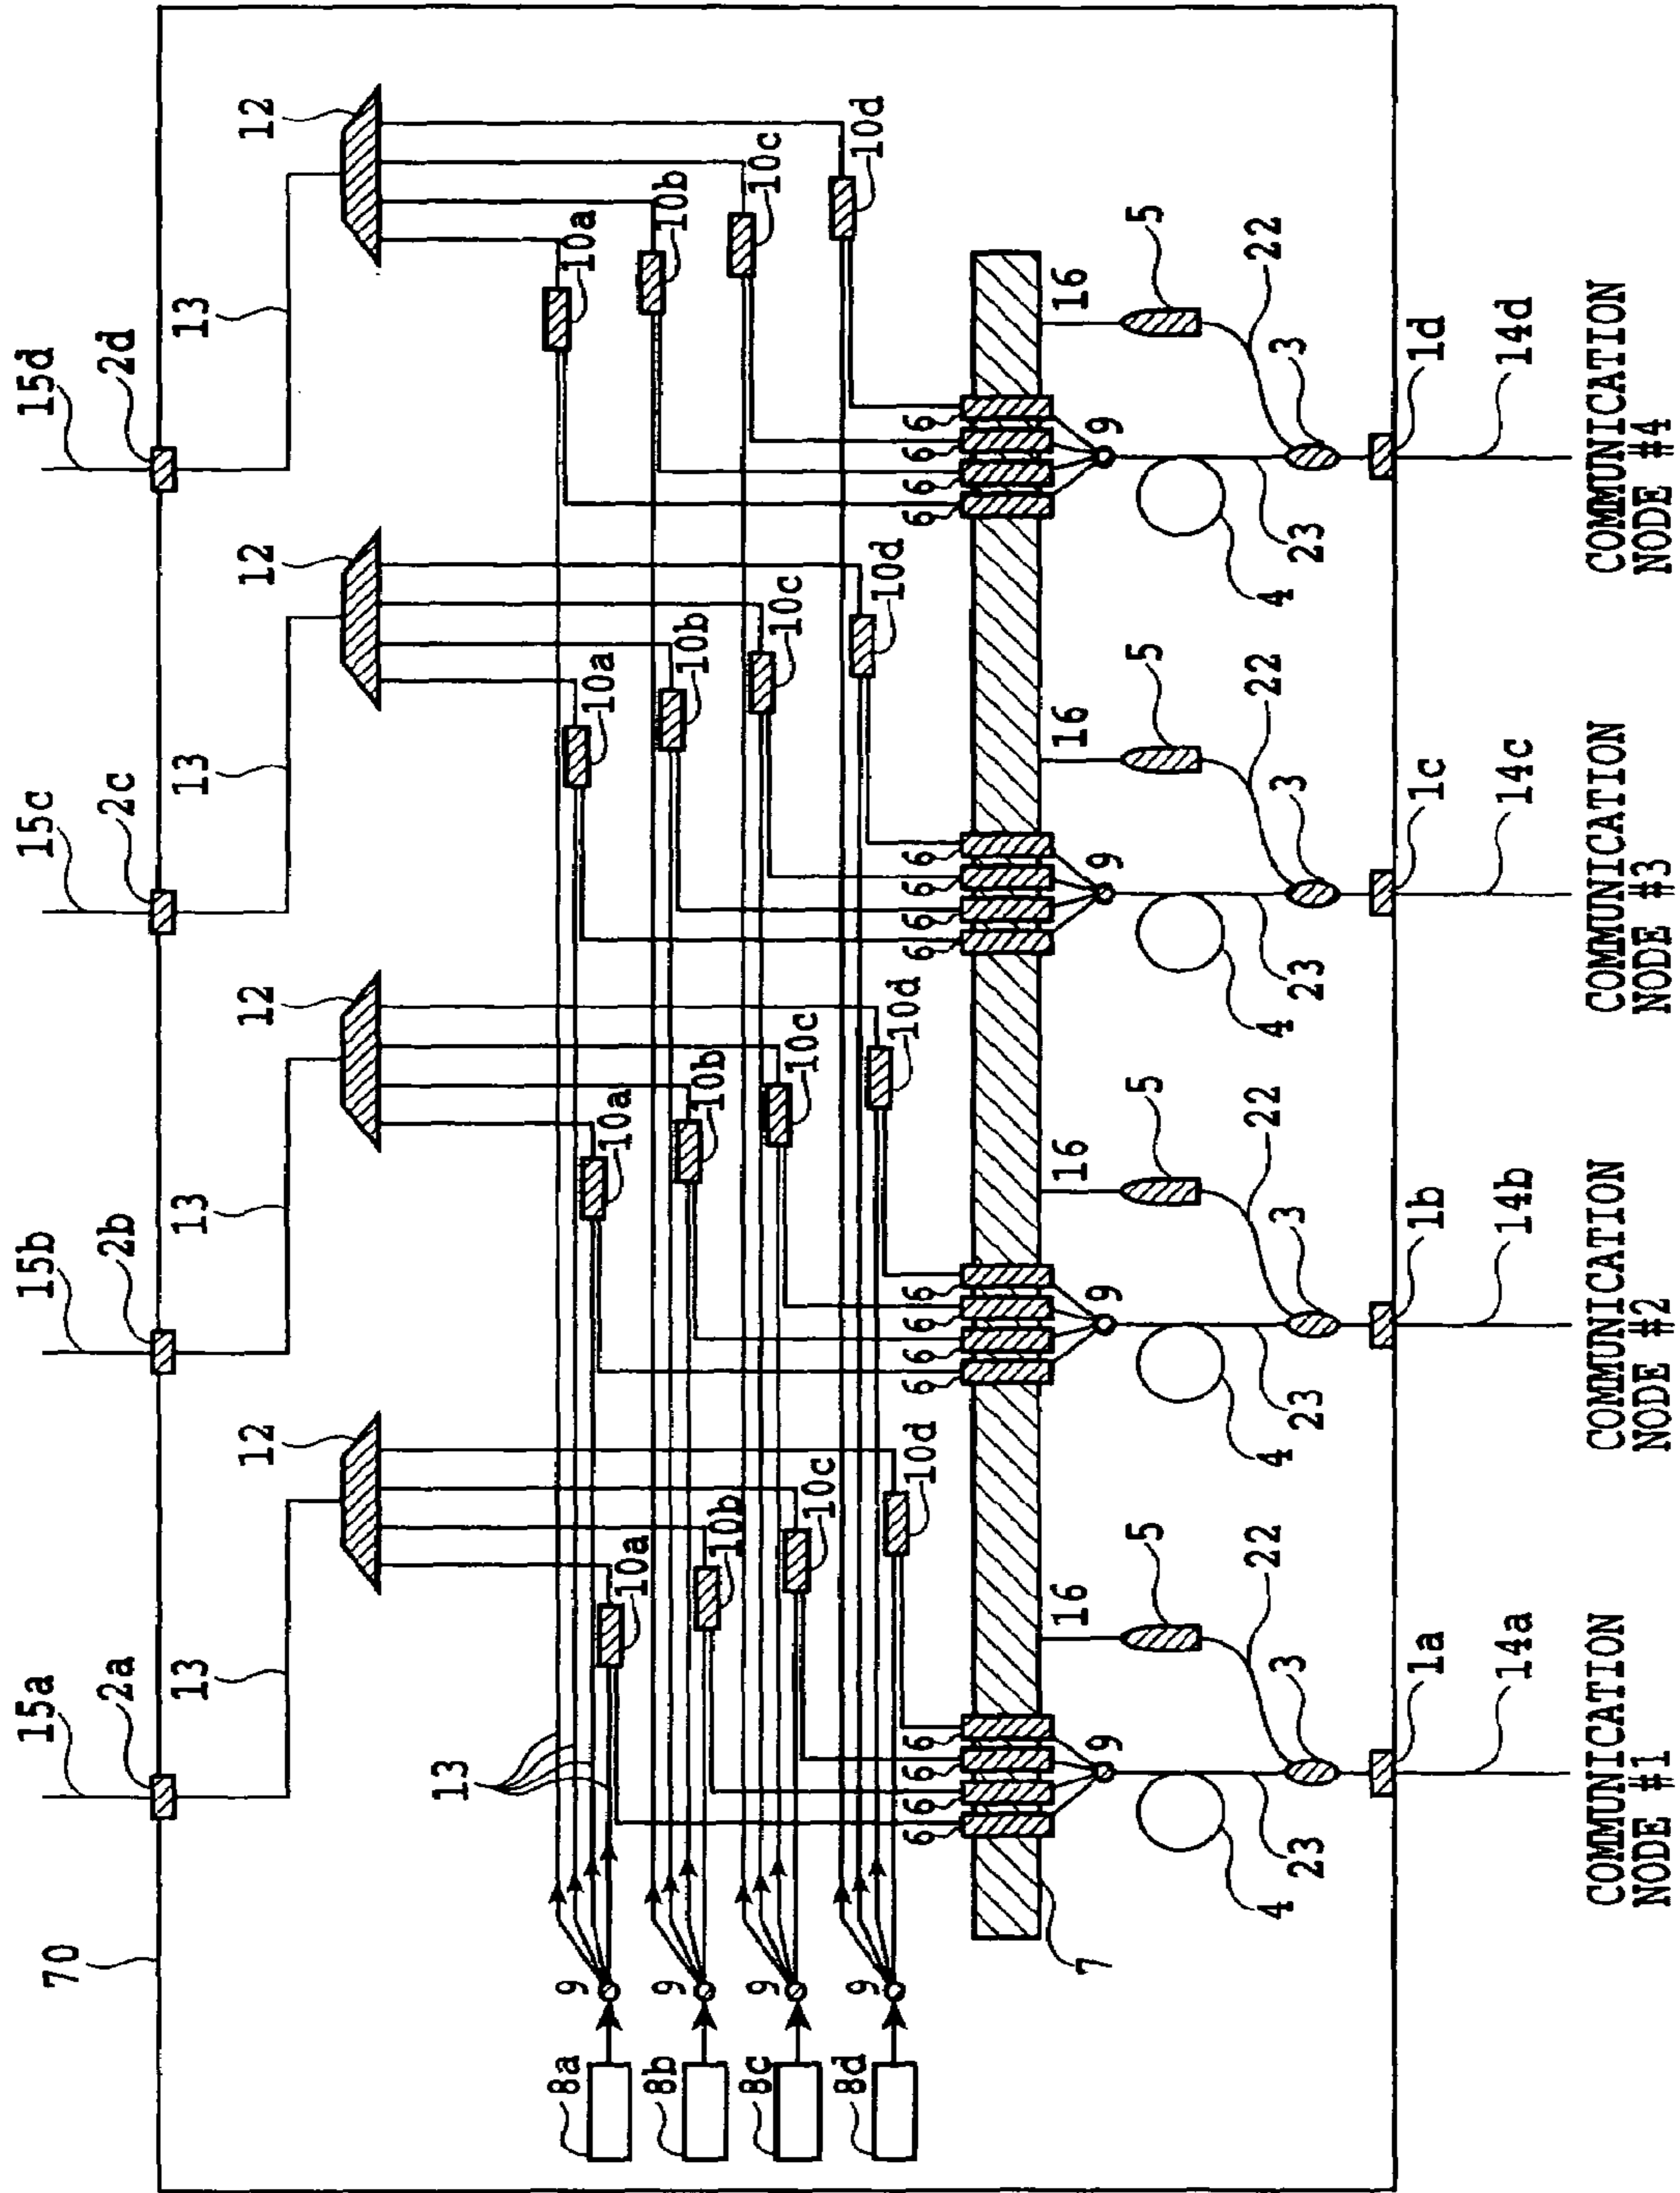 70
15a
2a
13
12
15b
2b
13
12
15c
2c
13
12
15d
2d
13
12
8a
9
13
10a
10a
10a
10a
8b
9
10b
10b
10b
10b
8c
9
10c
10c
10c
10c
8d
9
10d
10d
10d
10d
7
6
6
6
6
9
16
5
4
23
3
22
1a
14a
6
6
6
6
9
16
5
4
23
3
22
1b
14b
6
6
6
6
9
16
5
4
23
3
22
1c
14c
6
6
6
6
9
16
5
4
23
3
22
1d
14d
COMMUNICATION
NODE #1
COMMUNICATION
NODE #2
COMMUNICATION
NODE #3
COMMUNICATION
NODE #4